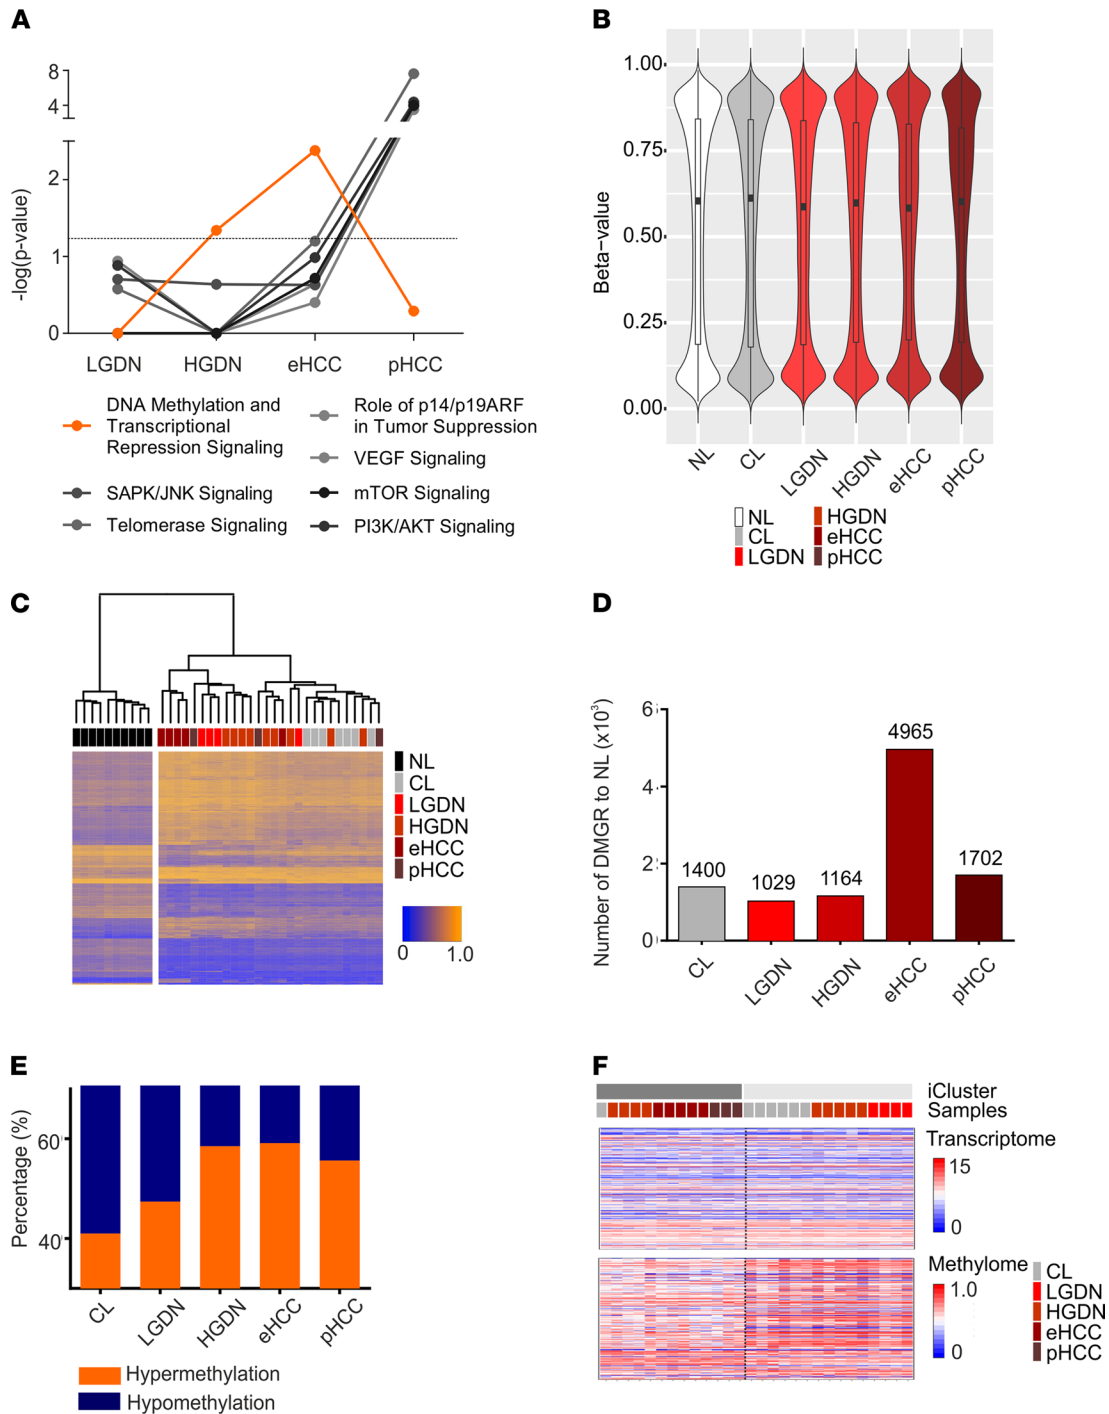 A
8
4
2
1
0
-log(p-value)
LGDN
HGDN
eHCC
pHCC
DNA Methylation and
Transcriptional
Repression Signaling
SAPK/JNK Signaling
Telomerase Signaling
Role of p14/p19ARF
in Tumor Suppression
VEGF Signaling
mTOR Signaling
PI3K/AKT Signaling
B
1.00
0.75
0.50
0.25
0.00
Beta-value
NL
CL
LGDN
HGDN
eHCC
pHCC
NL
CL
LGDN
HGDN
eHCC
pHCC
C
NL
CL
LGDN
HGDN
eHCC
pHCC
0
1.0
D
Number of DMGR to NL (x10³)
6
4
2
0
1400
1029
1164
4965
1702
CL
LGDN
HGDN
eHCC
pHCC
E
Percentage (%)
60
40
CL
LGDN
HGDN
eHCC
pHCC
Hypermethylation
Hypomethylation
F
iCluster
Samples
Transcriptome
15
0
Methylome
1.0
0
CL
LGDN
HGDN
eHCC
pHCC